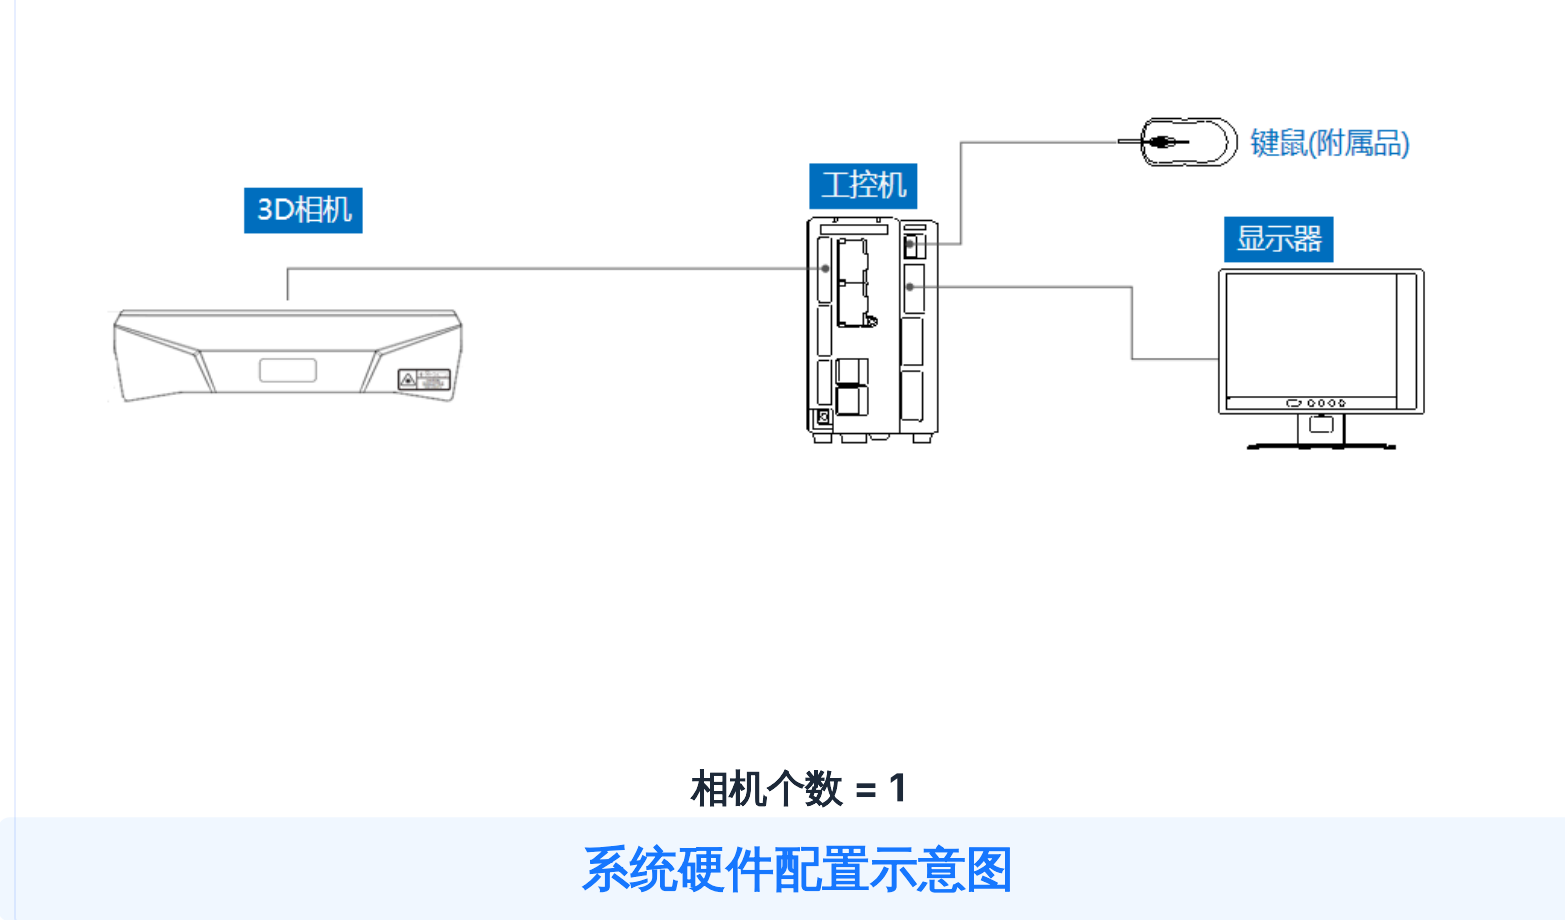 键鼠(附属品)
工控机
3D相机
显示器
相机个数 = 1
系统硬件配置示意图